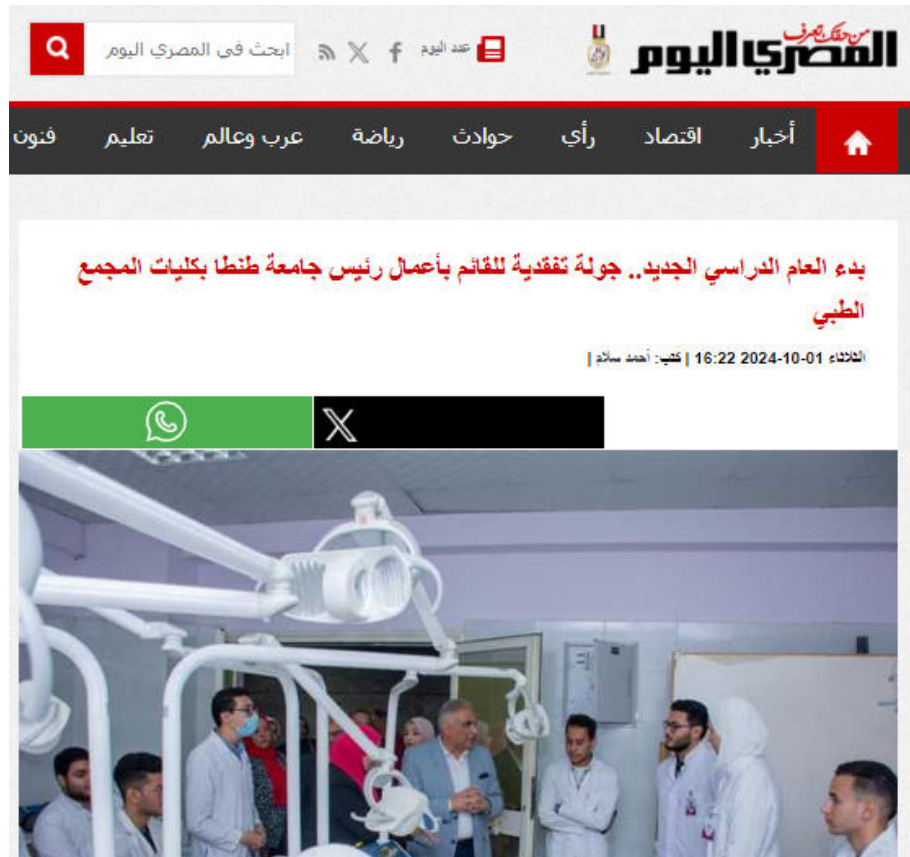 من حقك تعرف
المصري اليوم
عدد اليوم
ابحث في المصري اليوم
أخبار اقتصاد رأي حوادث رياضة عرب وعالم تعليم فنون
بدء العام الدراسي الجديد.. جولة تفقدية للقائم بأعمال رئيس جامعة طنطا بكليات المجمع
الطبي
الثلاثاء 01-10-2024 16:22 | كتب: أحمد سلام |